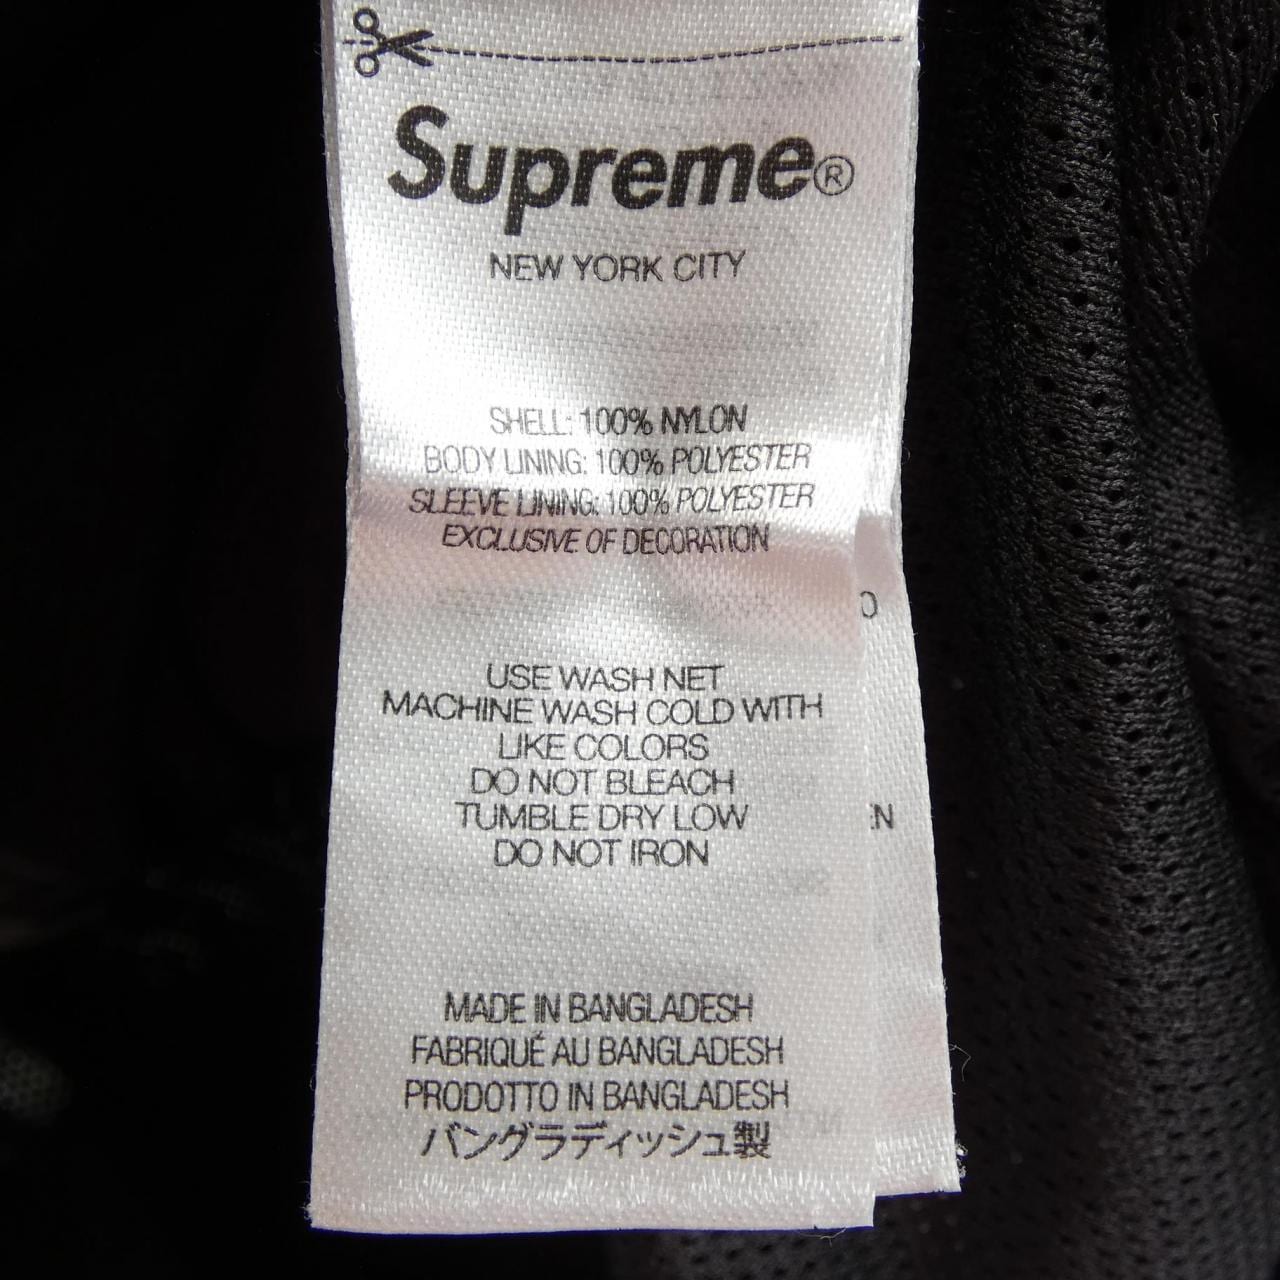 Supreme®
NEW YORK CITY
SHELL: 100% NYLON
BODY LINING: 100% POLYESTER
SLEEVE LINING: 100% POLYESTER
EXCLUSIVE OF DECORATION
USE WASH NET
MACHINE WASH COLD WITH
LIKE COLORS
DO NOT BLEACH
TUMBLE DRY LOW
DO NOT IRON
MADE IN BANGLADESH
FABRIQUÉ AU BANGLADESH
PRODOTTO IN BANGLADESH
バングラディッシュ製